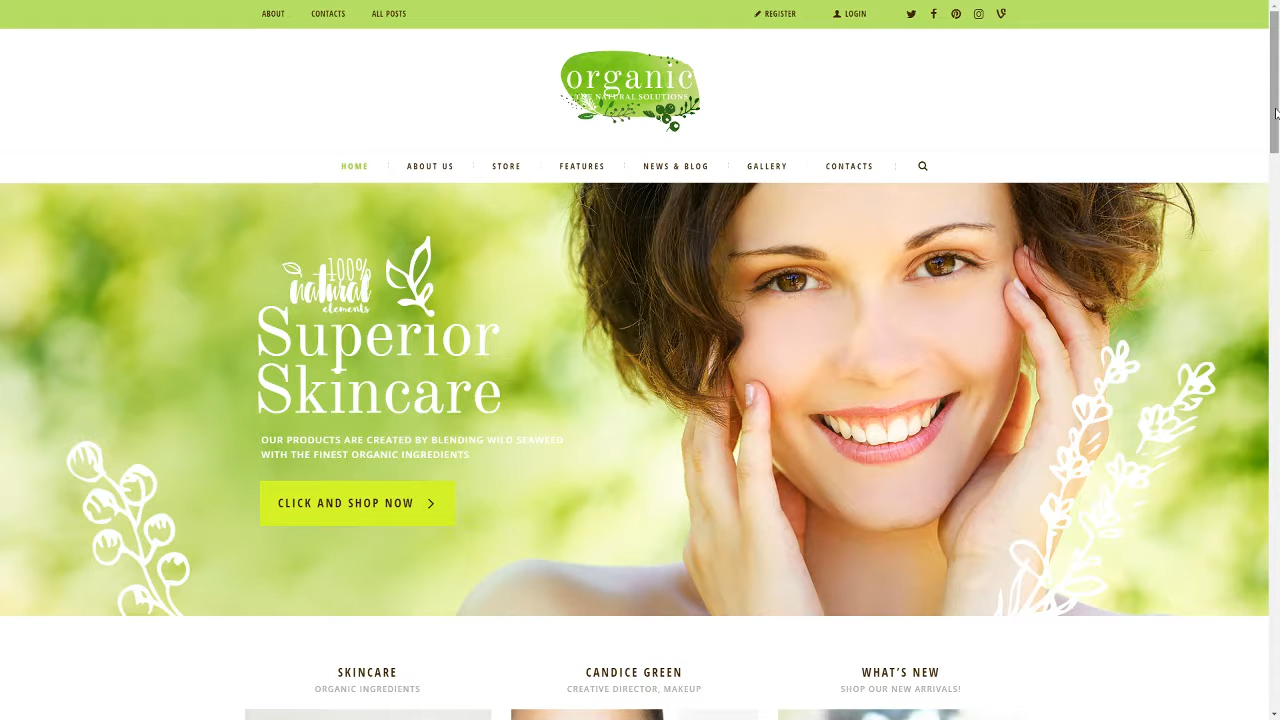 ABOUT
CONTACTS
ALL POSTS
REGISTER
LOGIN
organic
THE NATURAL SOLUTIONS
HOME
ABOUT US
STORE
FEATURES
NEWS & BLOG
GALLERY
CONTACTS
100%
natural
elements
Superior
Skincare
OUR PRODUCTS ARE CREATED BY BLENDING WILD SEAWEED
WITH THE FINEST ORGANIC INGREDIENTS
CLICK AND SHOP NOW
SKINCARE
ORGANIC INGREDIENTS
CANDICE GREEN
CREATIVE DIRECTOR, MAKEUP
WHAT'S NEW
SHOP OUR NEW ARRIVALS!